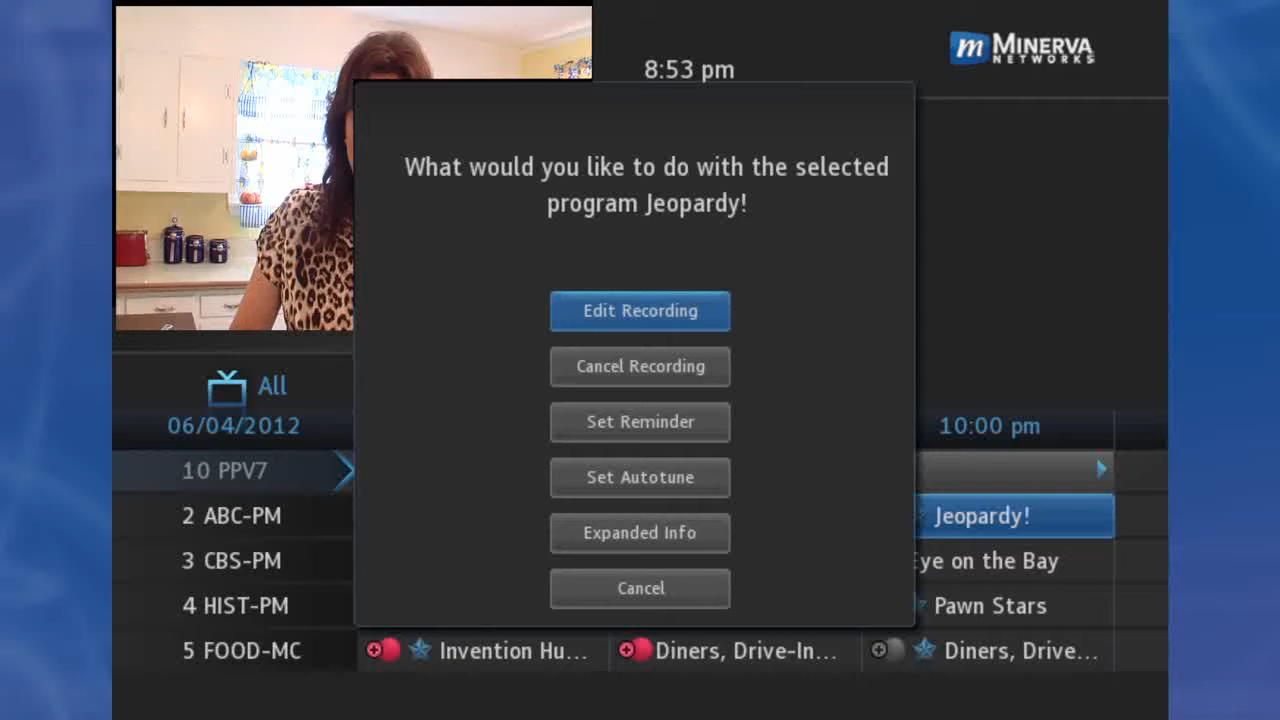 8:53 pm
m MINERVA
NETWORKS
What would you like to do with the selected
program Jeopardy!
Edit Recording
Cancel Recording
Set Reminder
Set Autotune
Expanded Info
Cancel
All
06/04/2012
10:00 pm
10 PPV7
2 ABC-PM
Jeopardy!
3 CBS-PM
Eye on the Bay
4 HIST-PM
Pawn Stars
5 FOOD-MC
Invention Hu...
Diners, Drive-In...
Diners, Drive...